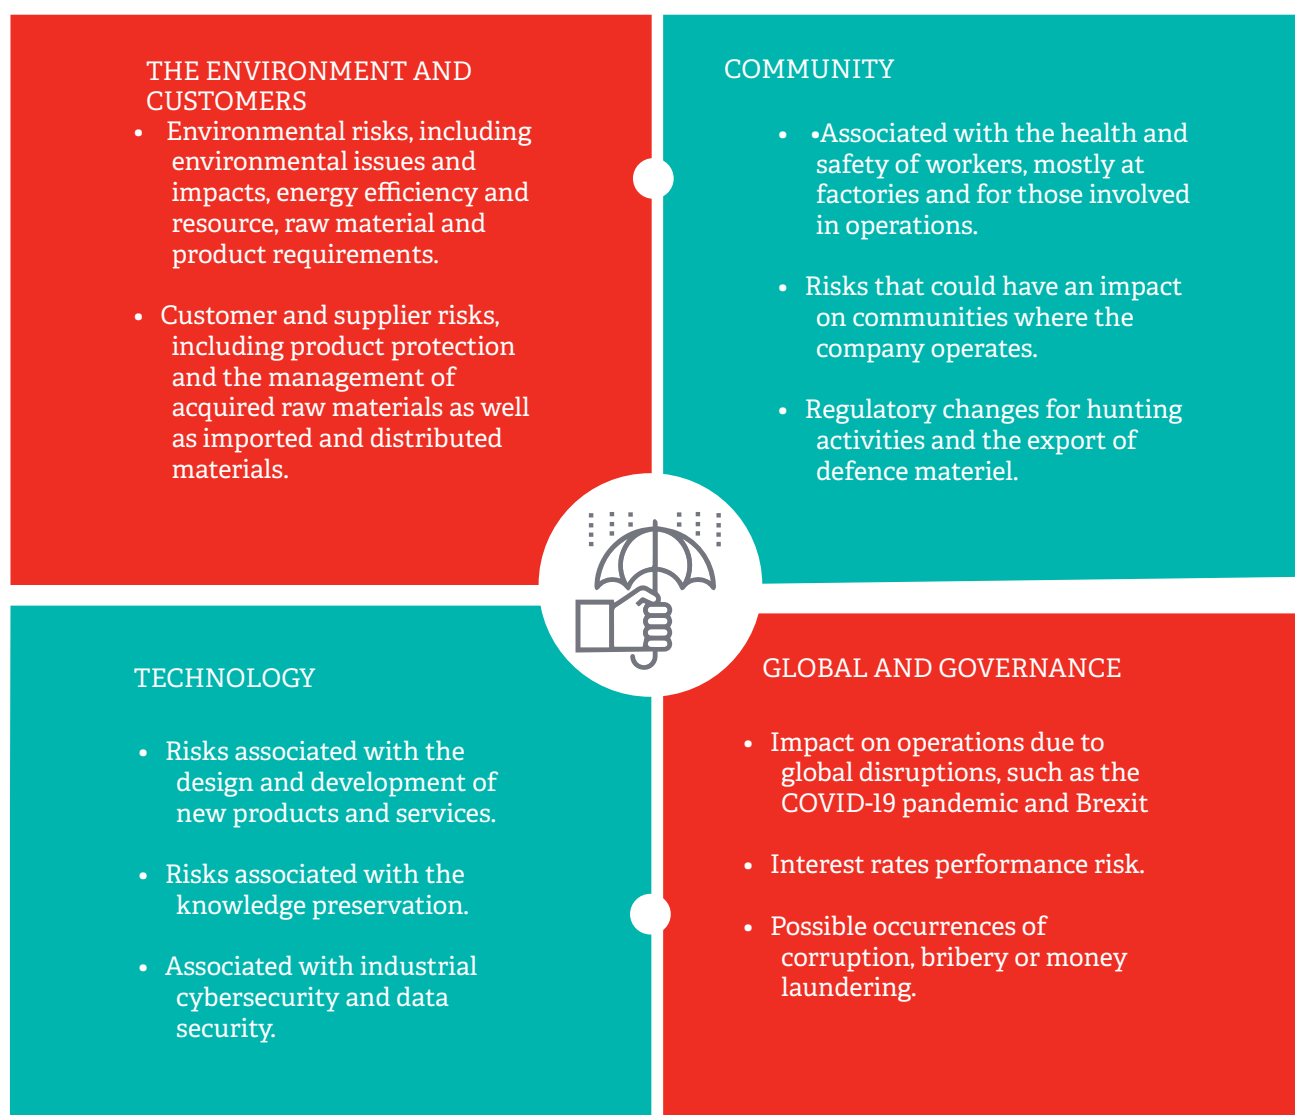 THE ENVIRONMENT AND
CUSTOMERS
• Environmental risks, including
environmental issues and
impacts, energy efficiency and
resource, raw material and
product requirements.
• Customer and supplier risks,
including product protection
and the management of
acquired raw materials as well
as imported and distributed
materials.
COMMUNITY
• •Associated with the health and
safety of workers, mostly at
factories and for those involved
in operations.
• Risks that could have an impact
on communities where the
company operates.
• Regulatory changes for hunting
activities and the export of
defence materiel.
TECHNOLOGY
• Risks associated with the
design and development of
new products and services.
• Risks associated with the
knowledge preservation.
• Associated with industrial
cybersecurity and data
security.
GLOBAL AND GOVERNANCE
• Impact on operations due to
global disruptions, such as the
COVID-19 pandemic and Brexit
• Interest rates performance risk.
• Possible occurrences of
corruption, bribery or money
laundering.